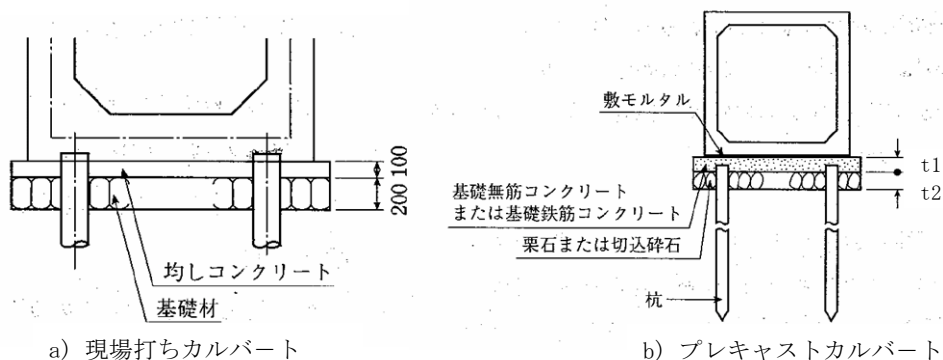 100
200
均しコンクリート
基礎材
a) 現場打ちカルバート
敷モルタル
t1
t2
基礎無筋コンクリート
または基礎鉄筋コンクリート
栗石または切込砕石
杭
b) プレキャストカルバート